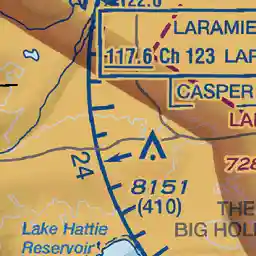 LARAMIE
117.6 Ch 123 LAR
CASPER
24
8151
(410)
THE
BIG HOL
Lake Hattie
Reservoir